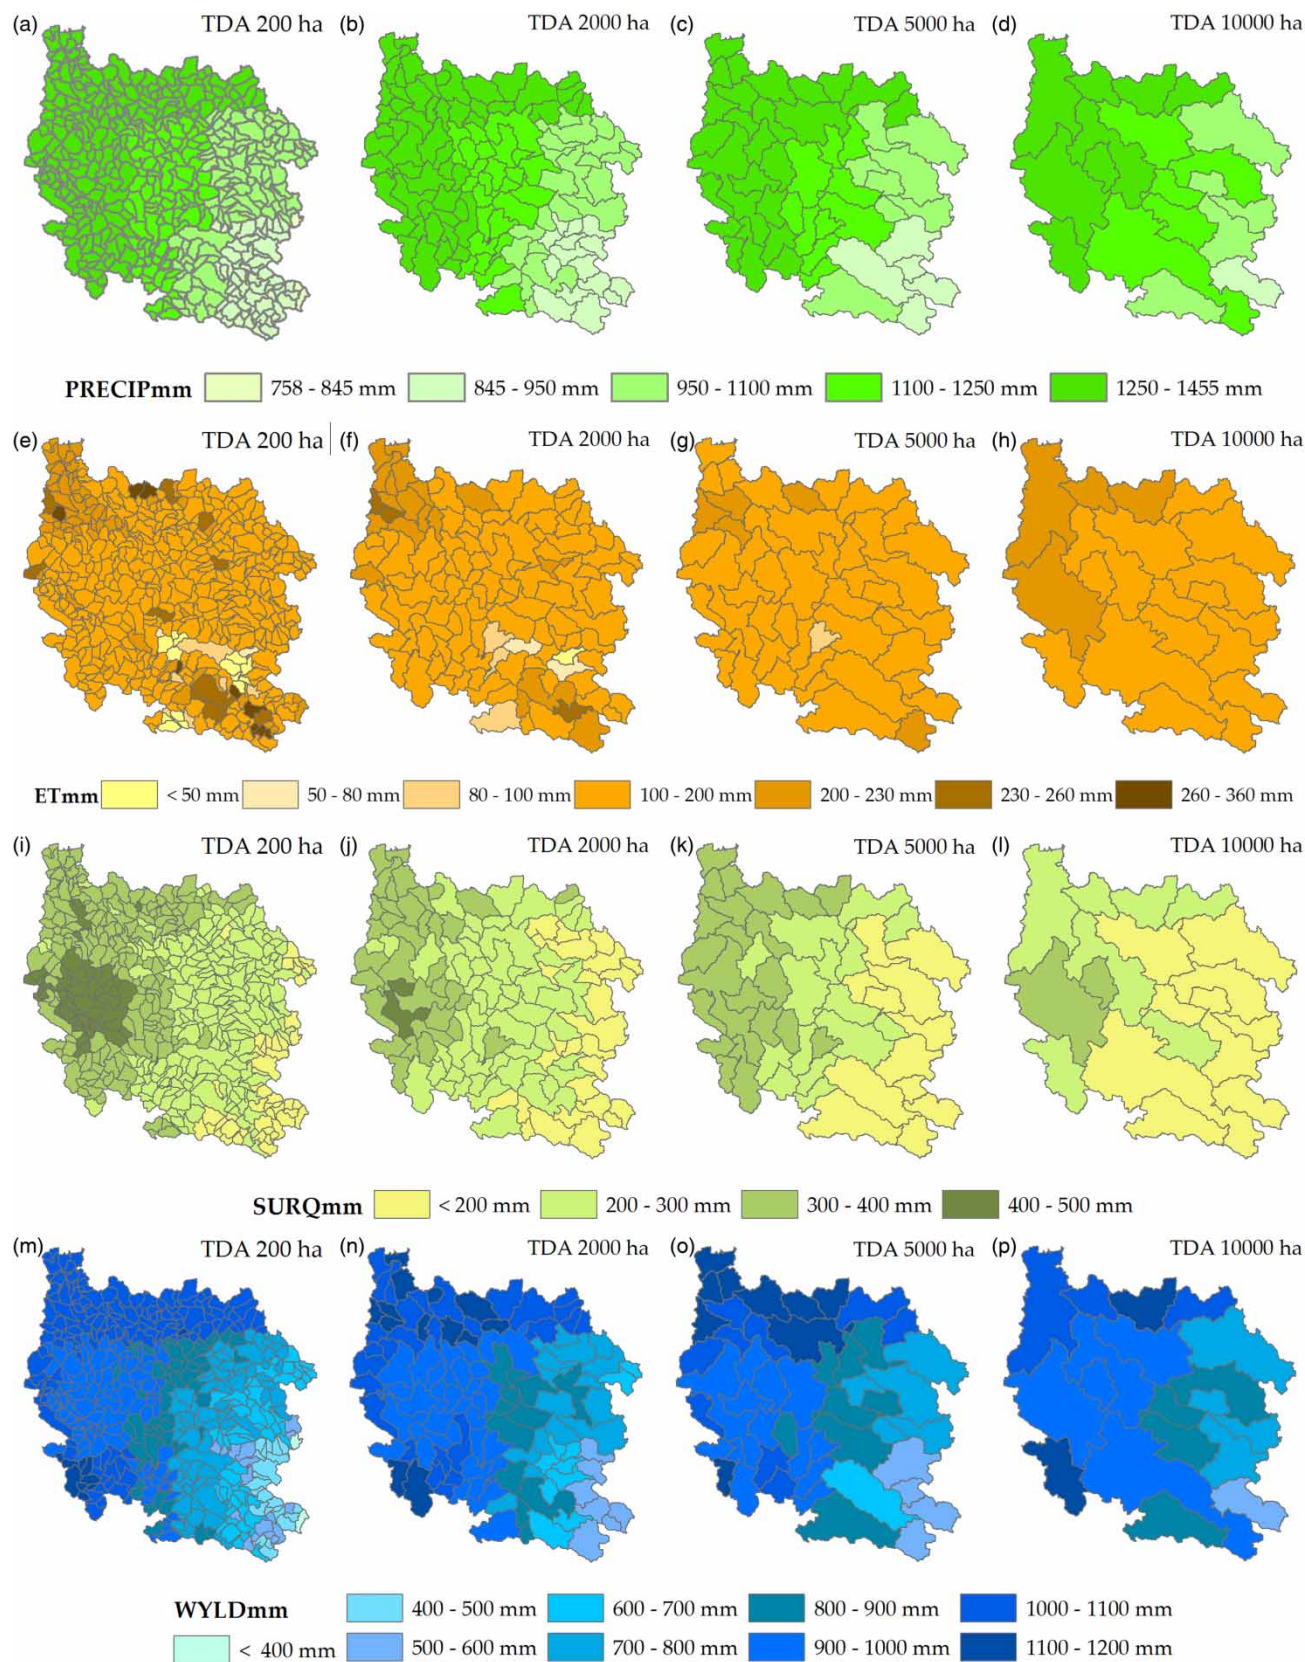 (a) TDA 200 ha (b) TDA 2000 ha (c) TDA 5000 ha (d) TDA 10000 ha
PRECIPmm 758 - 845 mm 845 - 950 mm 950 - 1100 mm 1100 - 1250 mm 1250 - 1455 mm
(e) TDA 200 ha (f) TDA 2000 ha (g) TDA 5000 ha (h) TDA 10000 ha
ETmm < 50 mm 50 - 80 mm 80 - 100 mm 100 - 200 mm 200 - 230 mm 230 - 260 mm 260 - 360 mm
(i) TDA 200 ha (j) TDA 2000 ha (k) TDA 5000 ha (l) TDA 10000 ha
SURQmm < 200 mm 200 - 300 mm 300 - 400 mm 400 - 500 mm
(m) TDA 200 ha (n) TDA 2000 ha (o) TDA 5000 ha (p) TDA 10000 ha
WYLDmm 400 - 500 mm 600 - 700 mm 800 - 900 mm 1000 - 1100 mm
< 400 mm 500 - 600 mm 700 - 800 mm 900 - 1000 mm 1100 - 1200 mm